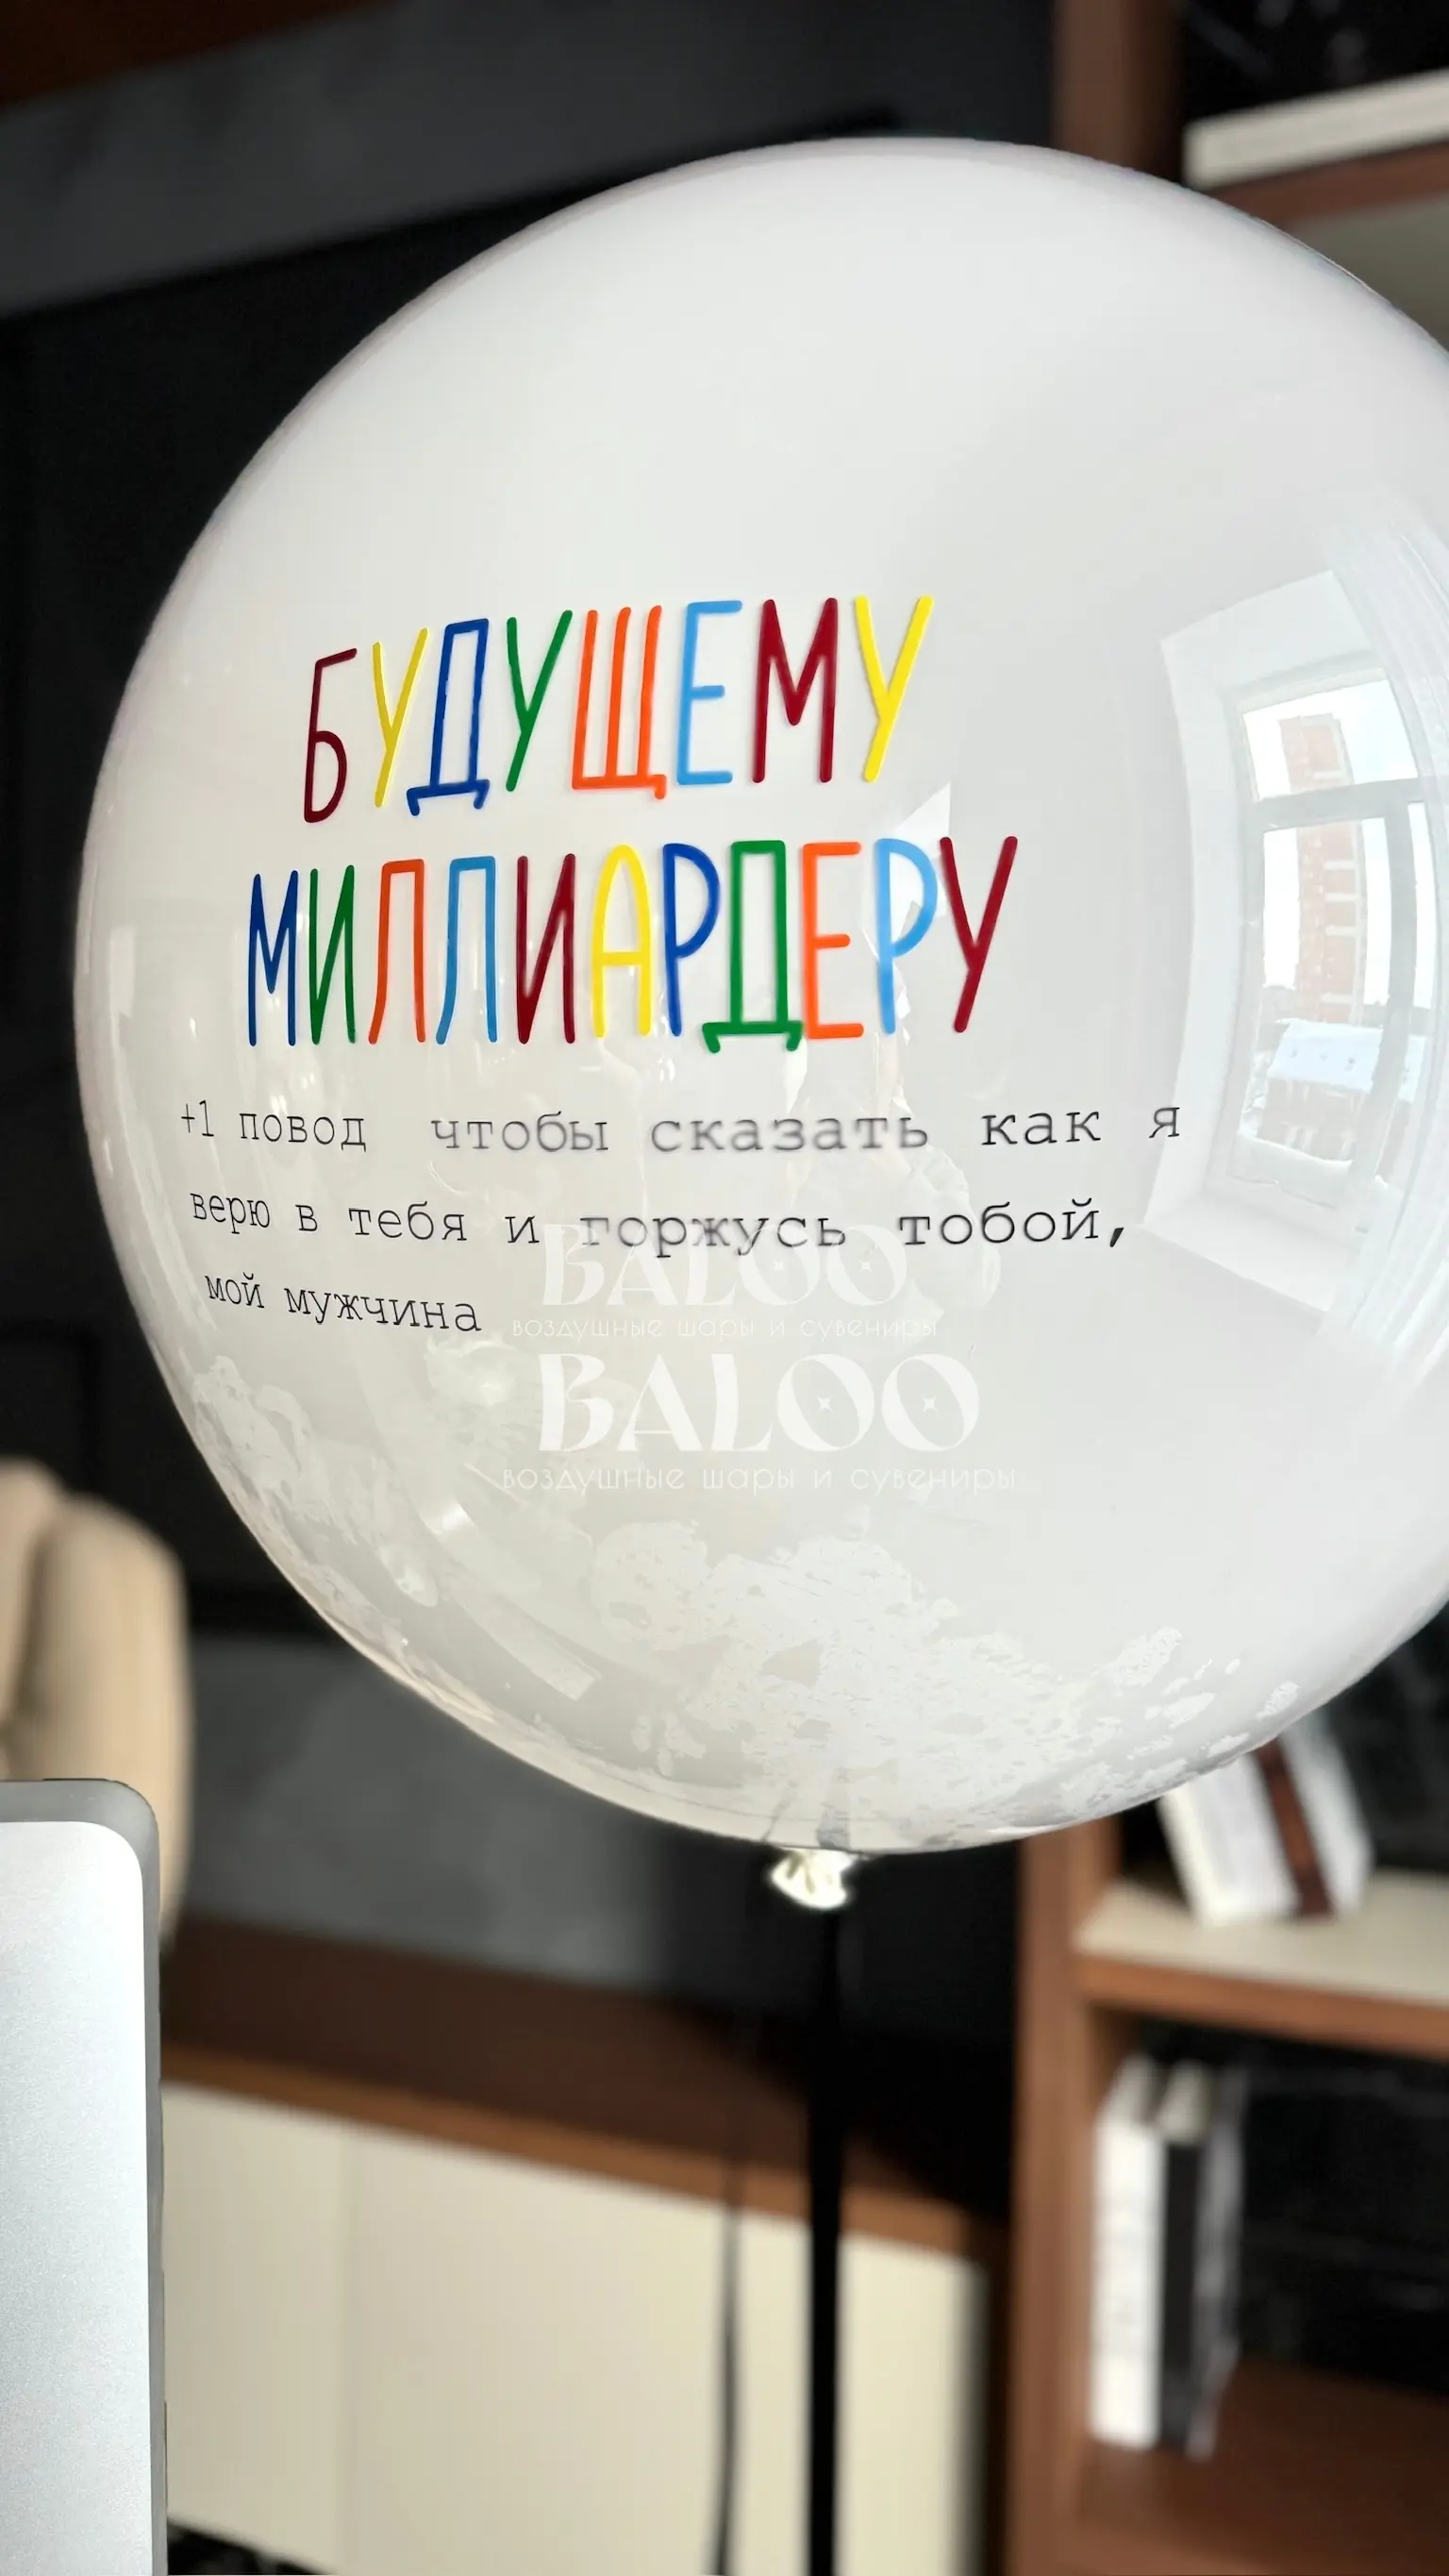 БУДУЩЕМУ
МИЛЛИАРДЕРУ
+1 повод чтобы сказать как я
верю в тебя и горжусь тобой,
мой мужчина
BALOO
воздушные шары и сувениры
BALOO
воздушные шары и сувениры